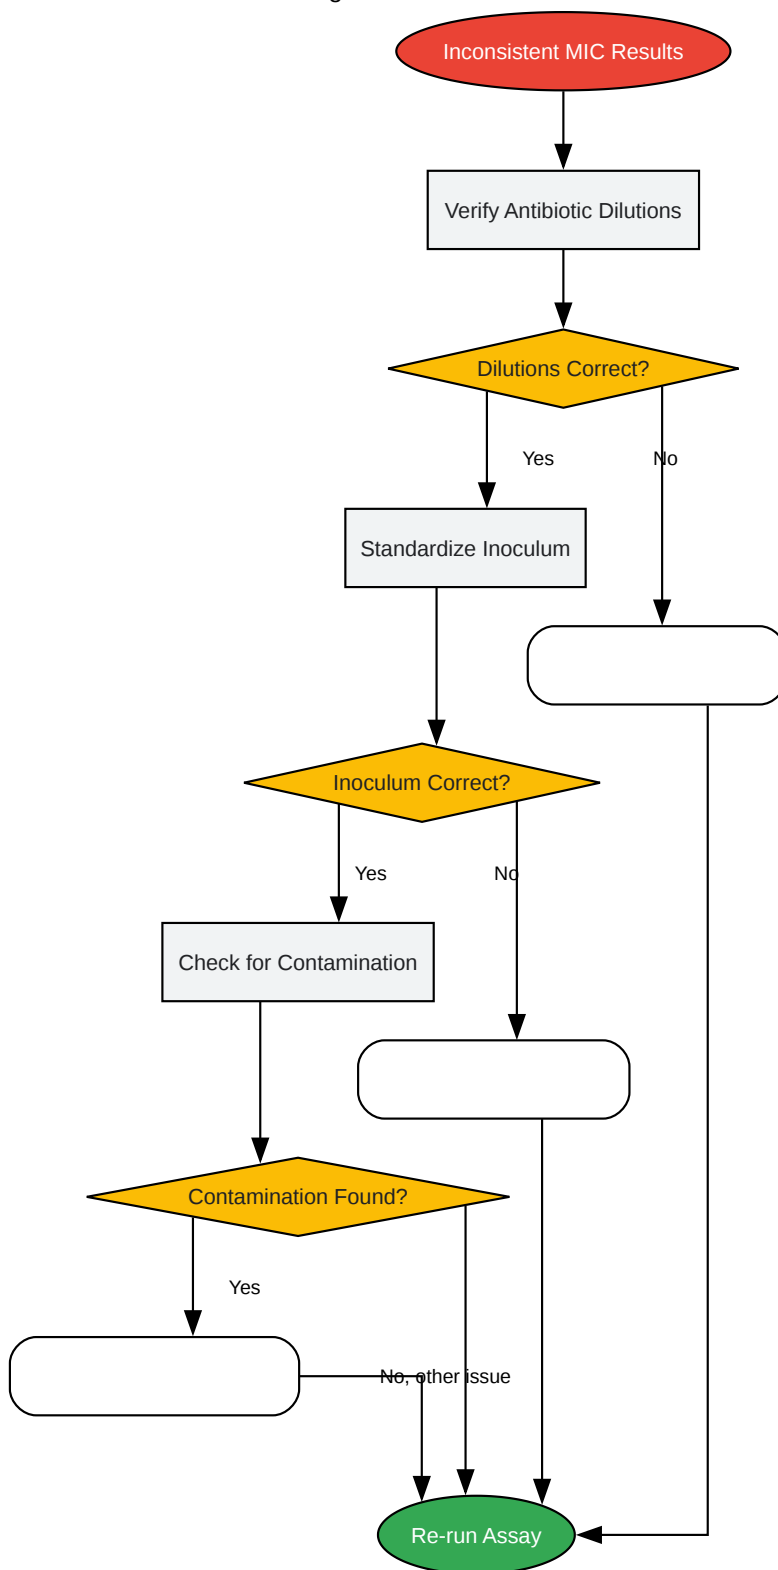 Inconsistent MIC Results
Verify Antibiotic Dilutions
Dilutions Correct?
Yes
No
Standardize Inoculum
Inoculum Correct?
Yes
No
Check for Contamination
Contamination Found?
Yes
No, other issue
Re-run Assay